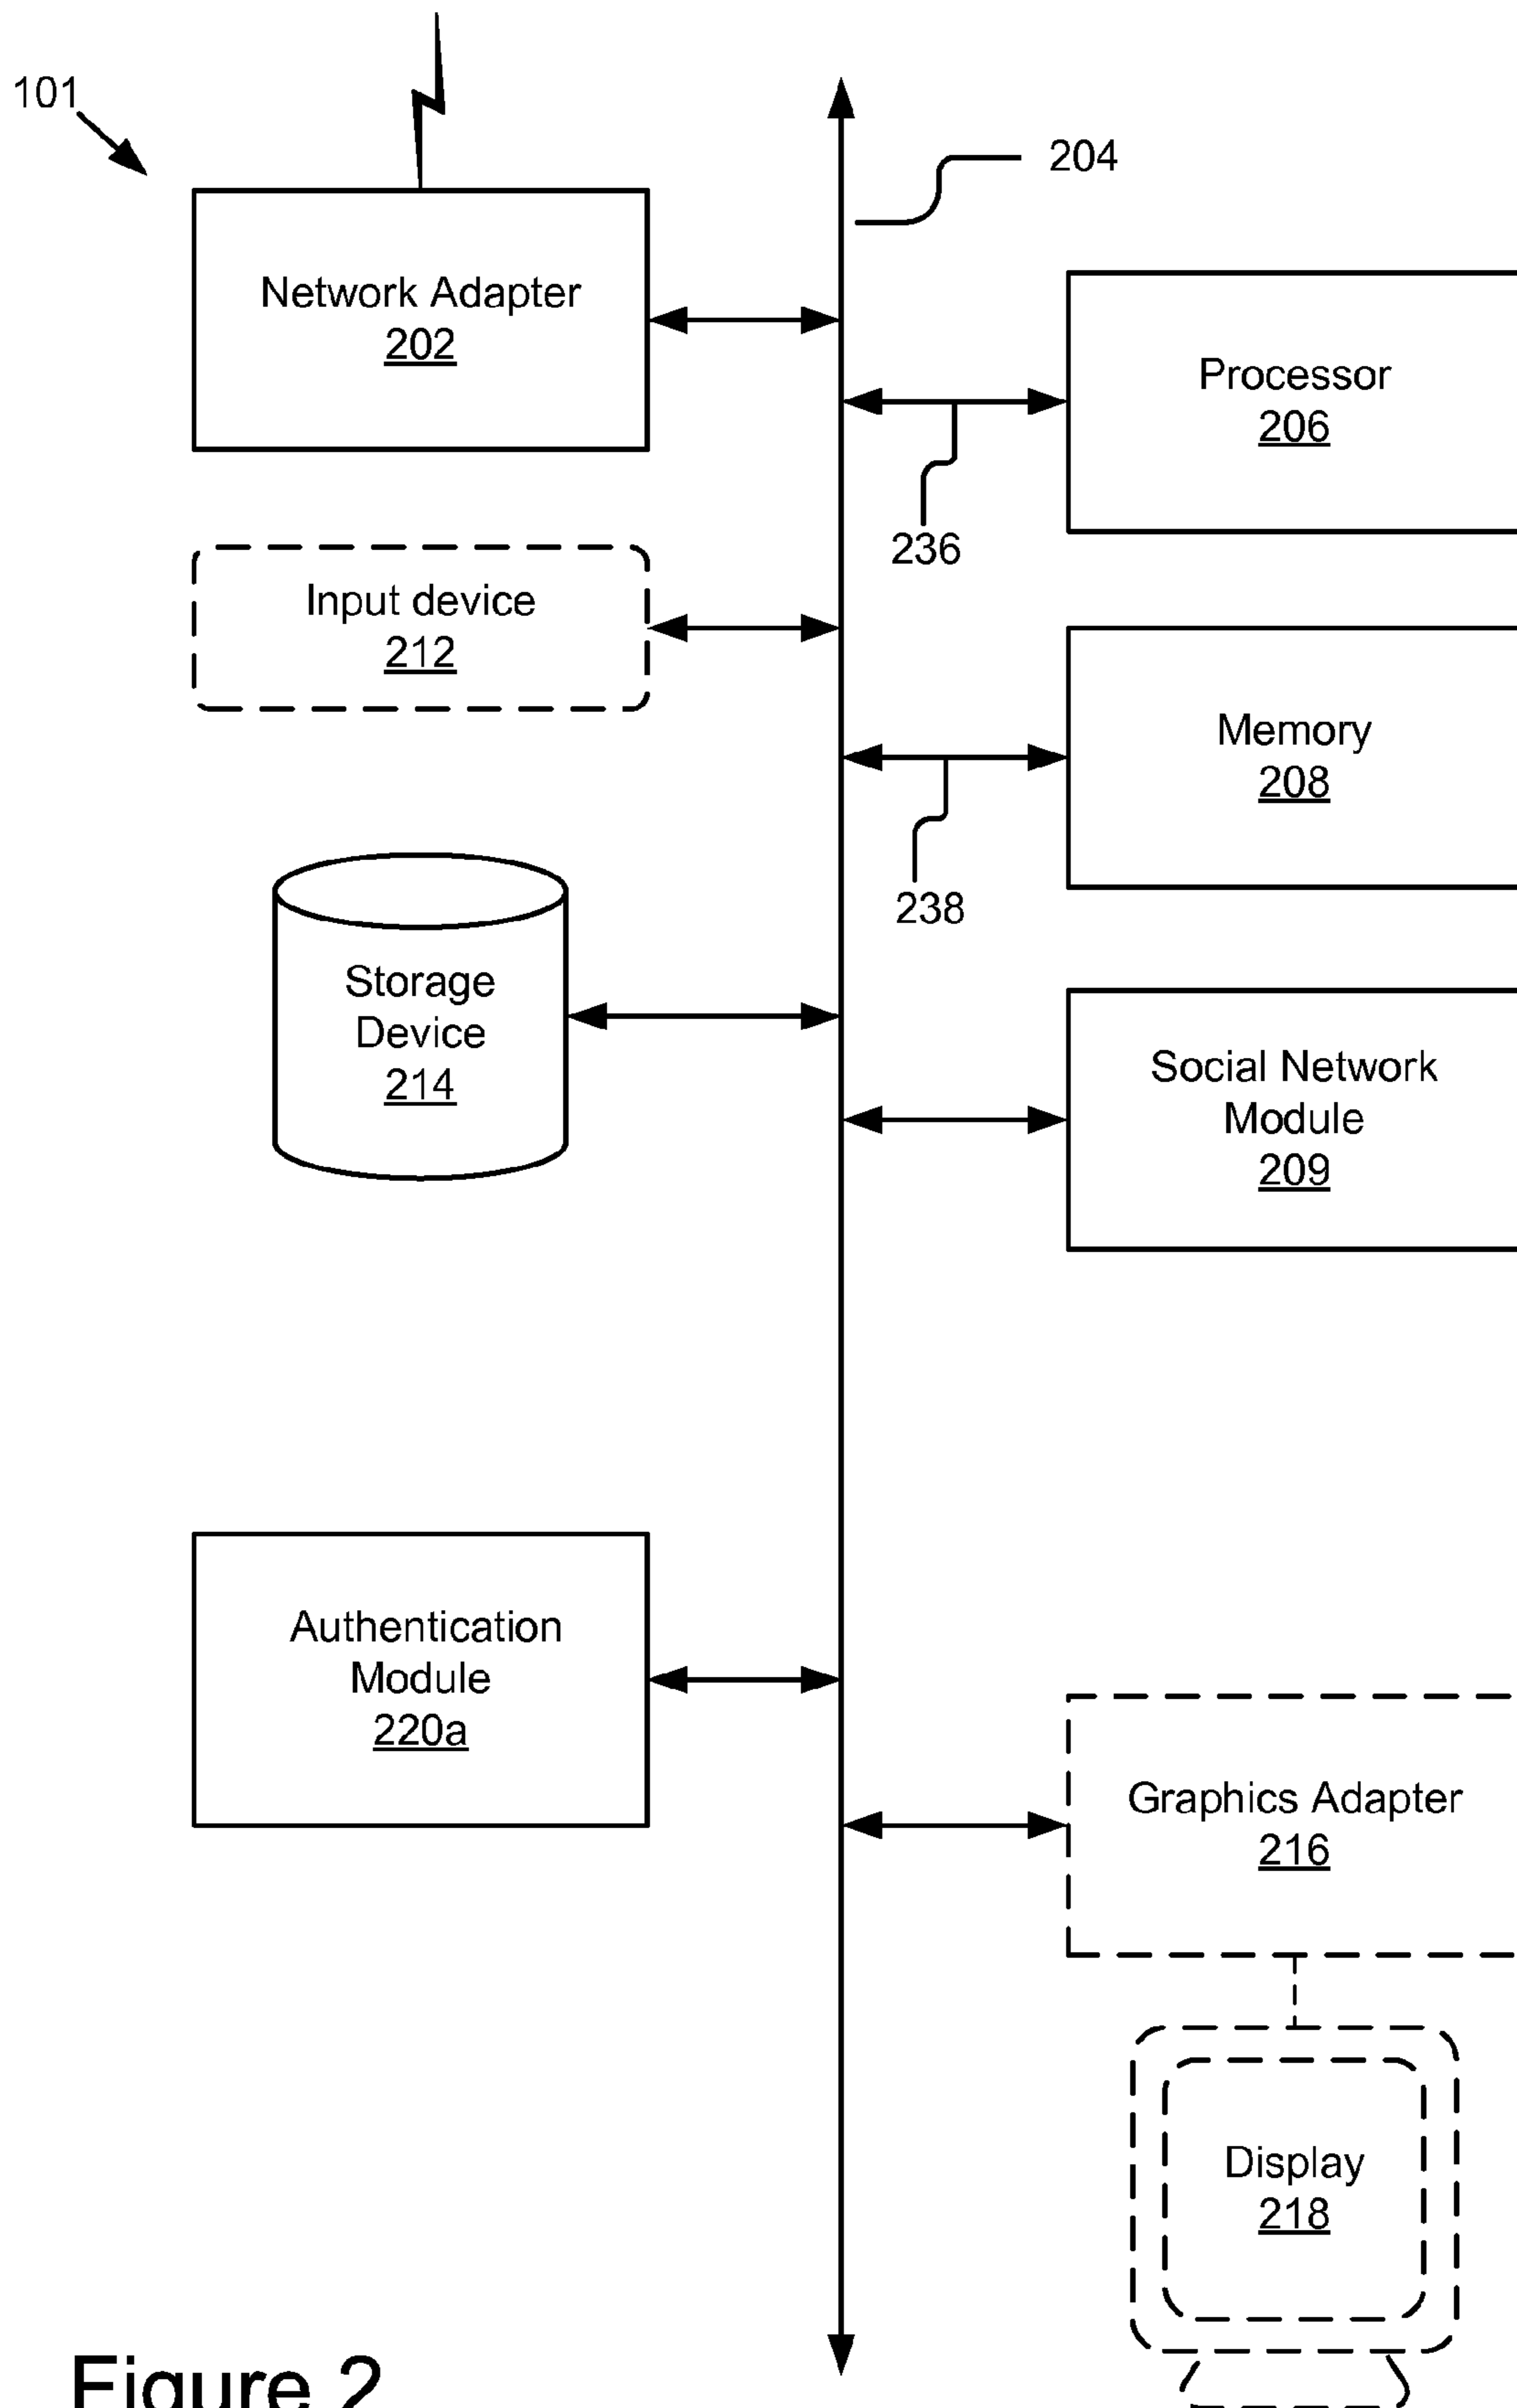 101
204
Network Adapter
202
Processor
206
236
Input device
212
Memory
208
238
Storage
Device
214
Social Network
Module
209
Authentication
Module
220a
Graphics Adapter
216
Display
218
Figure 2